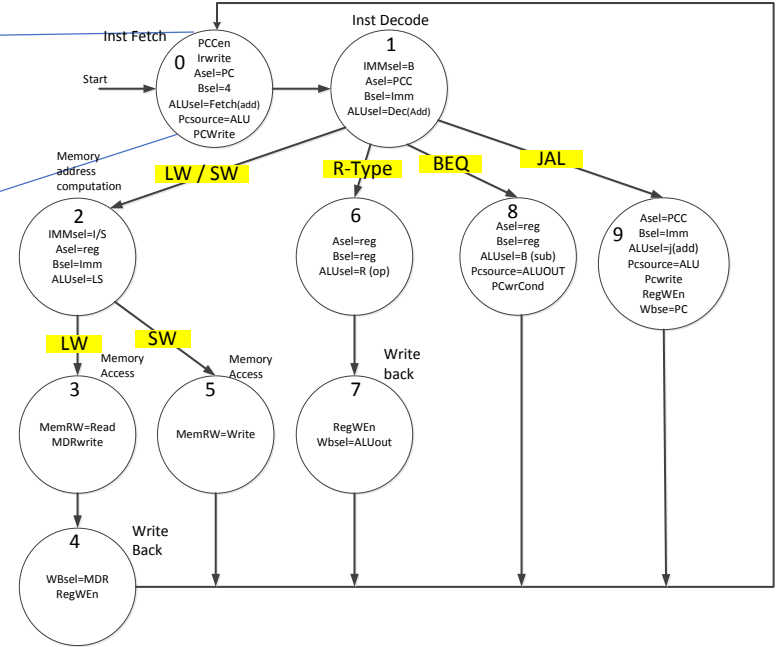 Inst Fetch
Start
0
PCCen
Irwrite
Asel=PC
Bsel=4
ALUsel=Fetch(add)
Pcsource=ALU
PCWrite
Inst Decode
1
IMMsel=B
Asel=PCC
Bsel=Imm
ALUsel=Dec(Add)
Memory
address
computation
LW / SW
R-Type
BEQ
JAL
2
IMMsel=I/S
Asel=reg
Bsel=Imm
ALUsel=LS
6
Asel=reg
Bsel=reg
ALUsel=R (op)
8
Asel=reg
Bsel=reg
ALUsel=B (sub)
Pcsource=ALUOUT
PCwrCond
9
Asel=PCC
Bsel=Imm
ALUsel=j(add)
Pcsource=ALU
Pcwrite
RegWEn
Wbse=PC
LW
SW
Memory
Access
3
MemRW=Read
MDRwrite
Memory
Access
5
MemRW=Write
Write
back
7
RegWEn
Wbsel=ALUout
Write
Back
4
WBsel=MDR
RegWEn